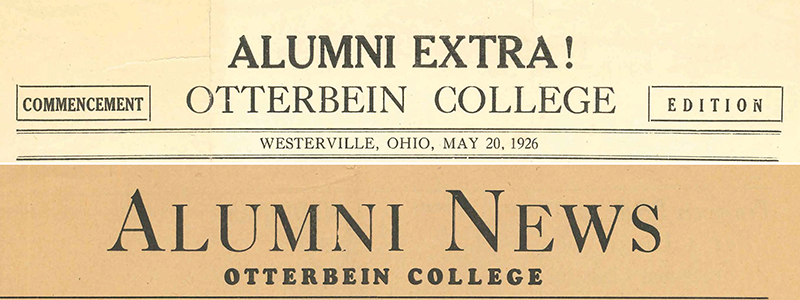 ALUMNI EXTRA!
COMMENCEMENT OTTERBEIN COLLEGE EDITION
WESTERVILLE, OHIO, MAY 20, 1926
ALUMNI NEWS
OTTERBEIN COLLEGE